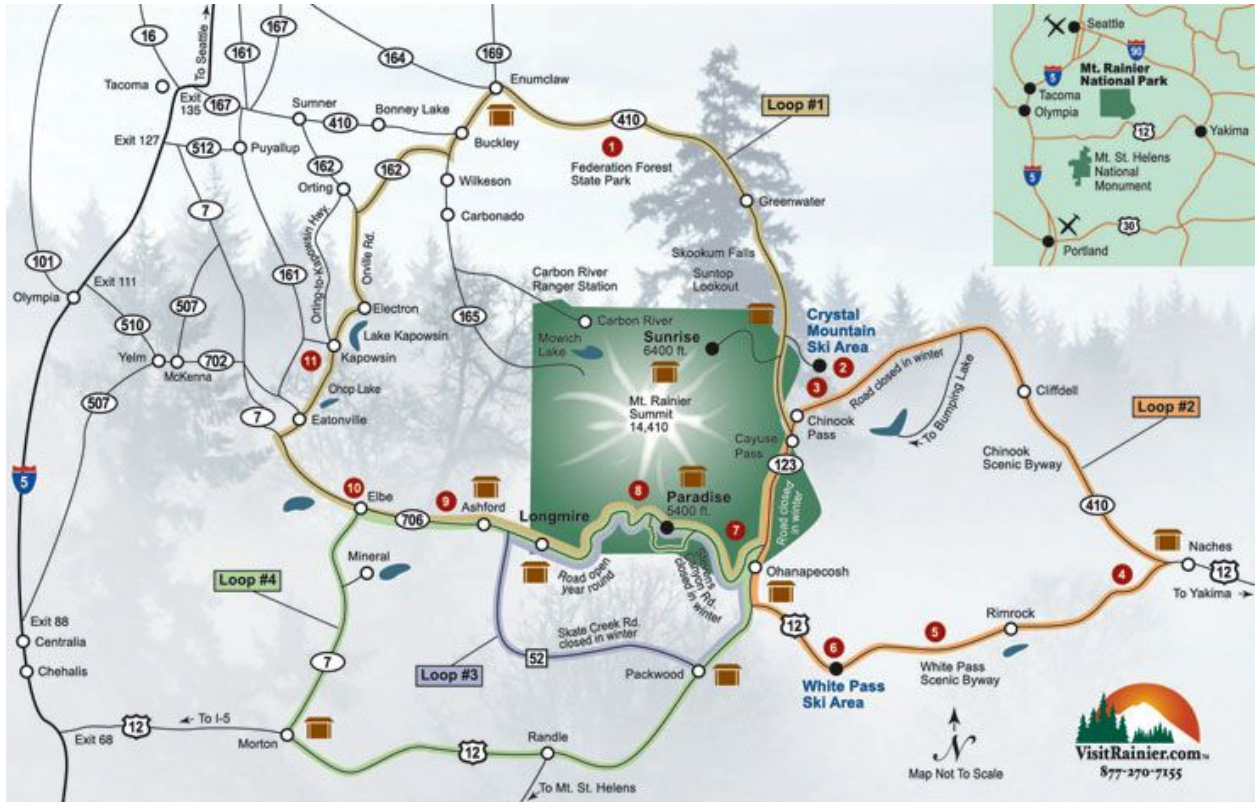 16
To Seattle
161
167
164
169
Tacoma
Exit
135
167
Sumner
410
Bonney Lake
Enumclaw
410
Loop #1
Exit 127
512
Puyallup
Buckley
1
Federation Forest
State Park
162
Orting
162
Wilkeson
7
Carbonado
Greenwater
Orting-to-Kapowsin Hwy.
Orville Rd.
Skookum Falls
101
Exit 111
161
Olympia
507
510
Electron
Carbon River
Ranger Station
Suntop
Lookout
165
Carbon River
Crystal
Mountain
Ski Area
Lake Kapowsin
Mowich
Lake
Sunrise
6400 ft.
Yelm
McKenna
702
Kapowsin
11
2
3
Road closed in winter
To Bumping Lake
Cliffdell
Loop #2
507
Ohop Lake
Mt. Rainier
Summit
14,410
7
Eatonville
Chinook
Pass
Cayuse
Pass
Chinook
Scenic Byway
123
5
10
Elbe
9
Ashford
706
Longmire
8
Paradise
5400 ft.
7
Road closed
in winter
410
Naches
12
To Yakima
Mineral
Loop #4
Road open
year round
Stevens
Canyon Rd.
closed in winter
Ohanapecosh
4
Exit 88
Centralia
Chehalis
7
Loop #3
Skate Creek Rd.
closed in winter
52
Packwood
12
6
5
Rimrock
White Pass
Scenic Byway
White Pass
Ski Area
To I-5
12
Exit 68
Morton
12
Randle
To Mt. St. Helens
N
Map Not To Scale
VisitRainier.com
877-270-7155
Seattle
90
5
Mt. Rainier
National Park
Tacoma
Olympia
12
Yakima
Mt. St. Helens
National
Monument
5
30
Portland